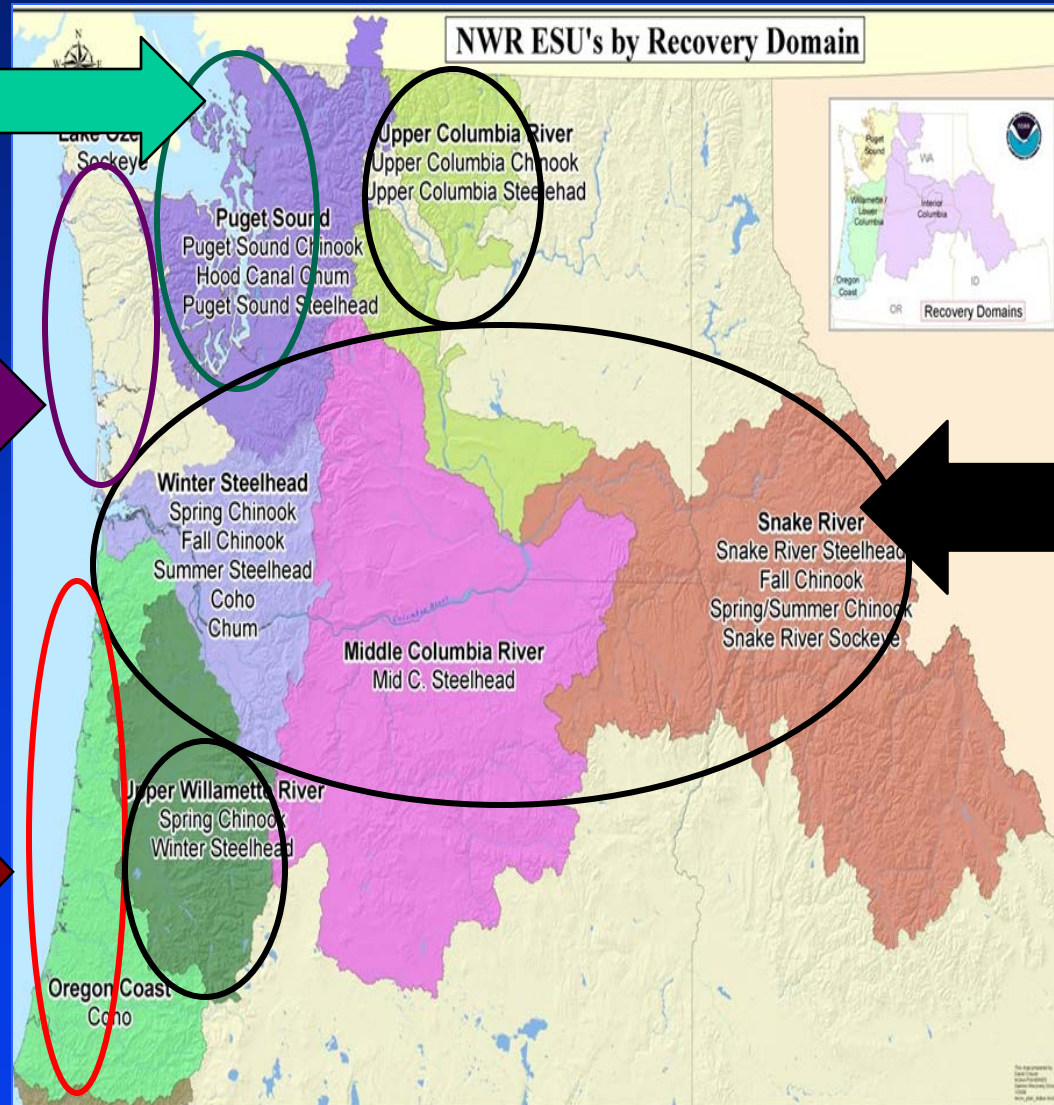 NWR ESU's by Recovery Domain
Lake Oze
Sockeye
Upper Columbia River
Upper Columbia Chinook
Upper Columbia Steelehad
Puget Sound
Puget Sound Chinook
Hood Canal Chum
Puget Sound Steelhead
Puget
Sound
WA
Willamette /
Lower
Columbia
Interior
Columbia
Oregon
Coast
OR
ID
Recovery Domains
Winter Steelhead
Spring Chinook
Fall Chinook
Summer Steelhead
Coho
Chum
Snake River
Snake River Steelhead
Fall Chinook
Spring/Summer Chinook
Snake River Sockeye
Columbia River
Middle Columbia River
Mid C. Steelhead
Upper Willamette River
Spring Chinook
Winter Steelhead
Oregon Coast
Coho